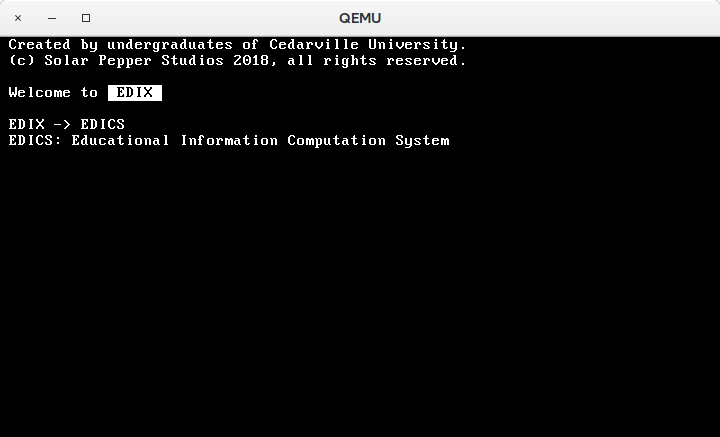 QEMU
Created by undergraduates of Cedarville University.
(c) Solar Pepper Studios 2018, all rights reserved.
Welcome to EDIX
EDIX -> EDICS
EDICS: Educational Information Computation System